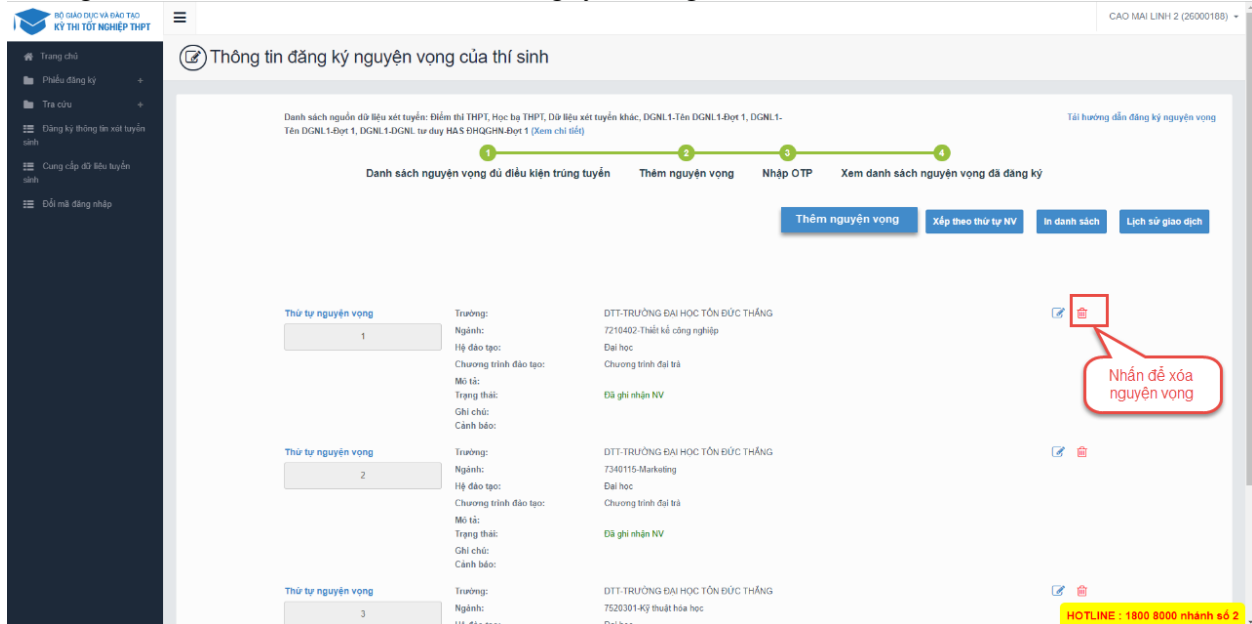 BỘ GIÁO DỤC VÀ ĐÀO TẠO
KỲ THI TỐT NGHIỆP THPT
CAO MAI LINH 2 (26000188)
Trang chủ
Phiếu đăng ký +
Tra cứu +
Đăng ký thông tin xét tuyển
sinh
Cung cấp dữ liệu tuyển
sinh
Đổi mã đăng nhập
Thông tin đăng ký nguyện vọng của thí sinh
Danh sách nguồn dữ liệu xét tuyển: Điểm thi THPT, Học bạ THPT, Dữ liệu xét tuyển khác, DGNL1-Tên DGNL1-Đợt 1, DGNL1-
Tên DGNL1-Đợt 1, DGNL1-DGNL tư duy HAS ĐHQGHN-Đợt 1 (Xem chi tiết)
Tải hướng dẫn đăng ký nguyện vọng
1 2 3 4
Danh sách nguyện vọng đủ điều kiện trúng tuyển Thêm nguyện vọng Nhập OTP Xem danh sách nguyện vọng đã đăng ký
Thêm nguyện vọng Xếp theo thứ tự NV In danh sách Lịch sử giao dịch
Thứ tự nguyện vọng
1
Trường: DTT-TRƯỜNG ĐẠI HỌC TÔN ĐỨC THẮNG
Ngành: 7210402-Thiết kế công nghiệp
Hệ đào tạo: Đại học
Chương trình đào tạo: Chương trình đại trà
Mô tả:
Trạng thái: Đã ghi nhận NV
Ghi chú:
Cảnh báo:
Nhấn để xóa
nguyện vọng
Thứ tự nguyện vọng
2
Trường: DTT-TRƯỜNG ĐẠI HỌC TÔN ĐỨC THẮNG
Ngành: 7340115-Marketing
Hệ đào tạo: Đại học
Chương trình đào tạo: Chương trình đại trà
Mô tả:
Trạng thái: Đã ghi nhận NV
Ghi chú:
Cảnh báo:
Thứ tự nguyện vọng
3
Trường: DTT-TRƯỜNG ĐẠI HỌC TÔN ĐỨC THẮNG
Ngành: 7520301-Kỹ thuật hóa học
HOTLINE : 1800 8000 nhánh số 2